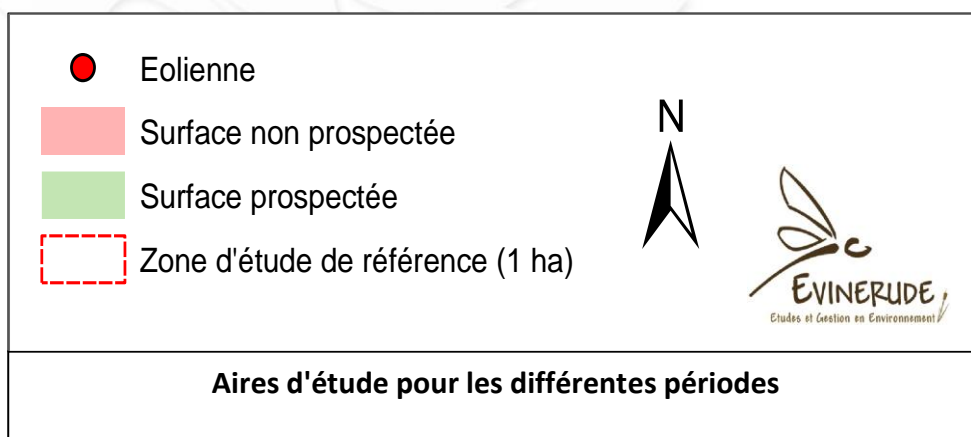 Eolienne
Surface non prospectée
Surface prospectée
Zone d'étude de référence (1 ha)
N
EVINERUDE
Etudes et Gestion en Environnement
Aires d'étude pour les différentes périodes